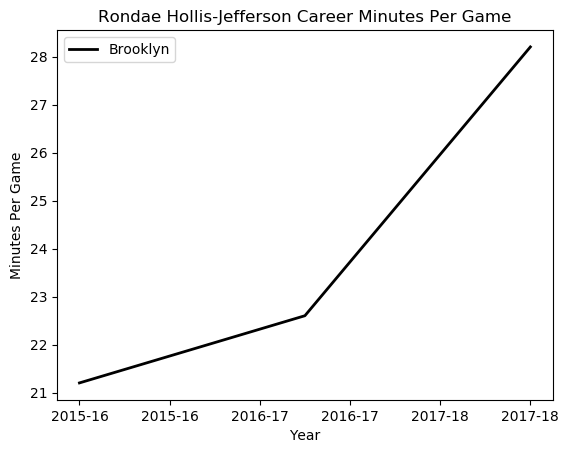 Rondae Hollis-Jefferson Career Minutes Per Game
Brooklyn
28
27
26
25
24
23
22
21
Minutes Per Game
2015-16 2015-16 2016-17 2016-17 2017-18 2017-18
Year